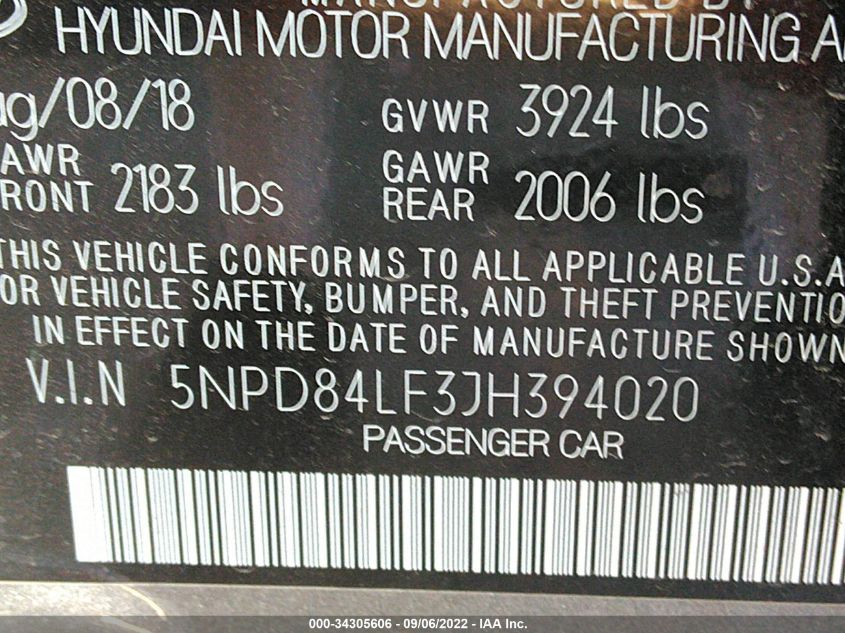 MANUFACTURED BY
HYUNDAI MOTOR MANUFACTURING
/08/18 GVWR 3924 lbs
AWR GAWR
RONT 2183 lbs REAR 2006 lbs
THIS VEHICLE CONFORMS TO ALL APPLICABLE U.S.A
OR VEHICLE SAFETY, BUMPER, AND THEFT PREVENTIO
IN EFFECT ON THE DATE OF MANUFACTURE SHOWN
V.I.N 5NPD84LF3JH394020
PASSENGER CAR
000-34305606 - 09/06/2022 - IAA Inc.